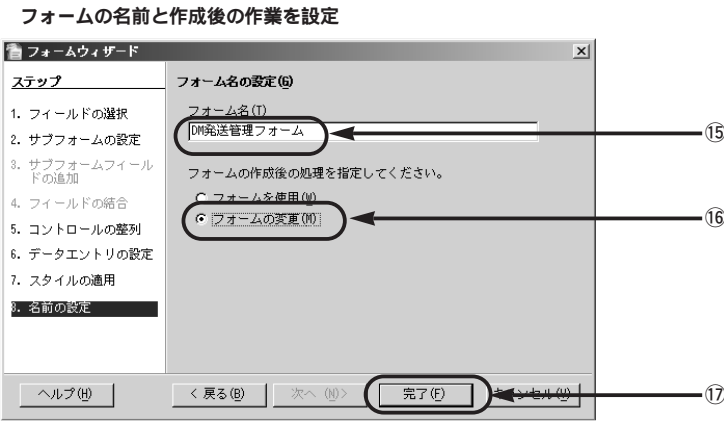 フォームの名前と作成後の作業を設定
フォームウィザード
ステップ
1. フィールドの選択
2. サブフォームの設定
3. サブフォームフィール
ドの追加
4. フィールドの結合
5. コントロールの整列
6. データエントリの設定
7. スタイルの適用
8. 名前の設定
フォーム名の設定(G)
フォーム名(T)
DM発送管理フォーム
⑮
フォームの作成後の処理を指定してください。
フォームを使用(W)
フォームの変更(M)
⑯
ヘルプ(H)
< 戻る(B)
次へ (N)>
完了(F)
キャンセル(U)
⑰